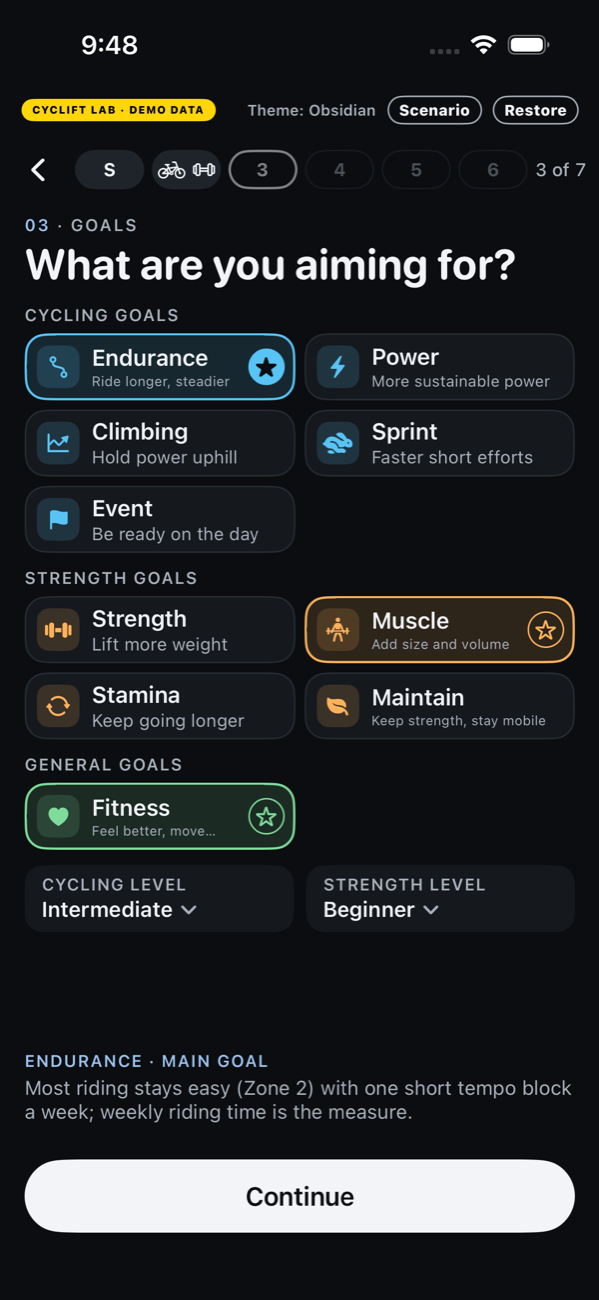 9:48
CYCLIFT LAB · DEMO DATA
Theme: Obsidian
Scenario
Restore
S
3
4
5
6
3 of 7
03 · GOALS
What are you aiming for?
CYCLING GOALS
Endurance
Ride longer, steadier
Power
More sustainable power
Climbing
Hold power uphill
Sprint
Faster short efforts
Event
Be ready on the day
STRENGTH GOALS
Strength
Lift more weight
Muscle
Add size and volume
Stamina
Keep going longer
Maintain
Keep strength, stay mobile
GENERAL GOALS
Fitness
Feel better, move...
CYCLING LEVEL
Intermediate
STRENGTH LEVEL
Beginner
ENDURANCE · MAIN GOAL
Most riding stays easy (Zone 2) with one short tempo block
a week; weekly riding time is the measure.
Continue